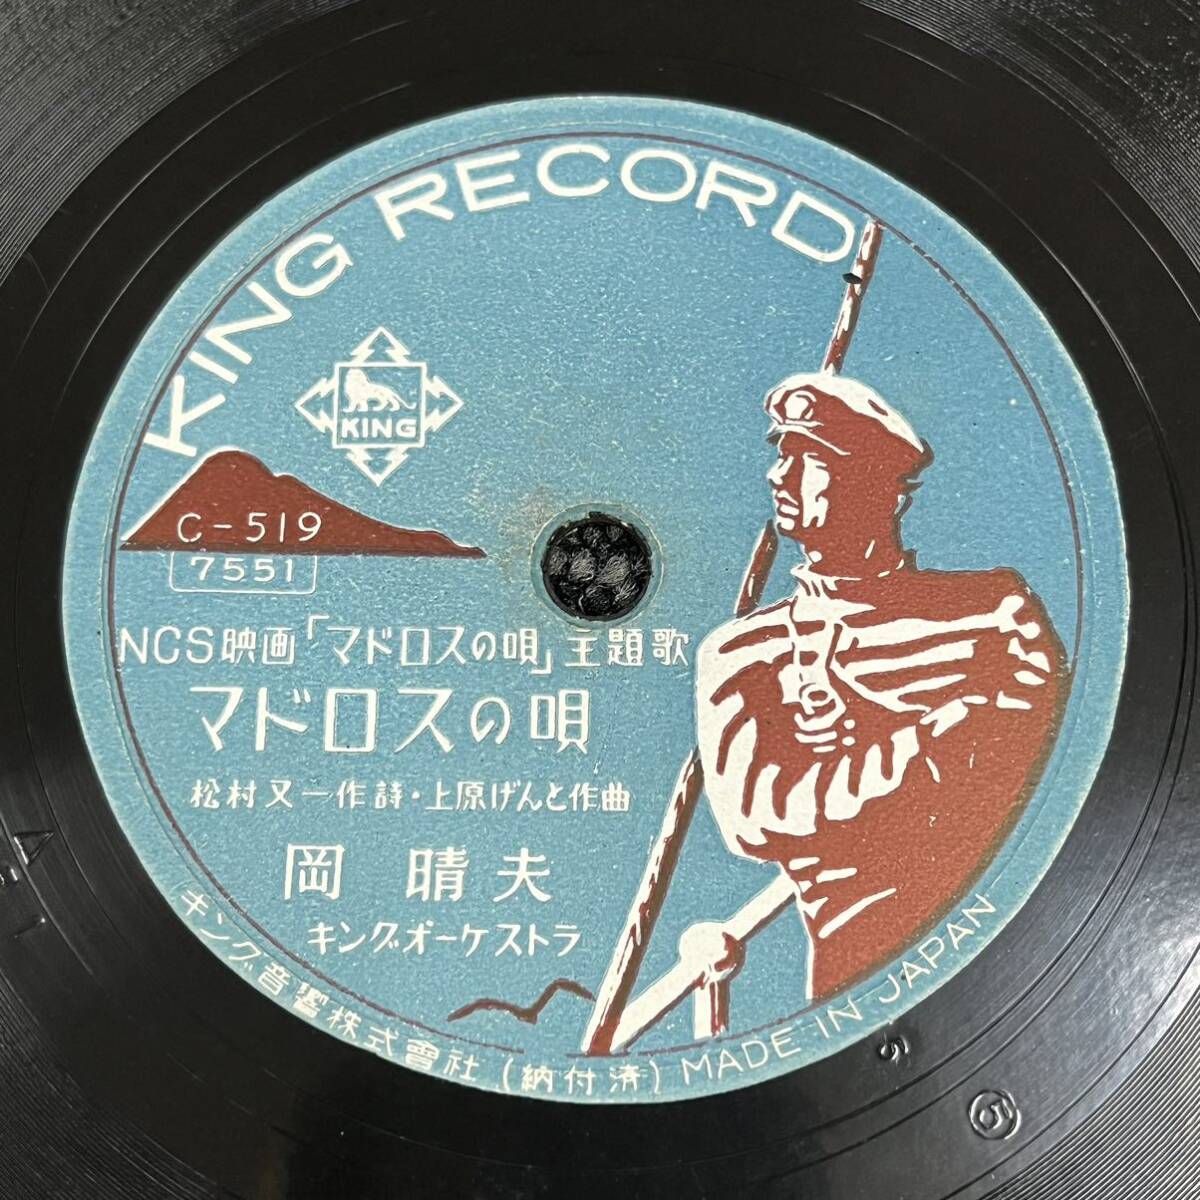 KING RECORD
KING
C-519
7551
NCS映画「マドロスの唄」主題歌
マドロスの唄
松村又一作詩・上原げんと作曲
岡 晴夫
キングオーケストラ
キング音響株式會社 (納付済) MADE IN JAPAN
A
S
5